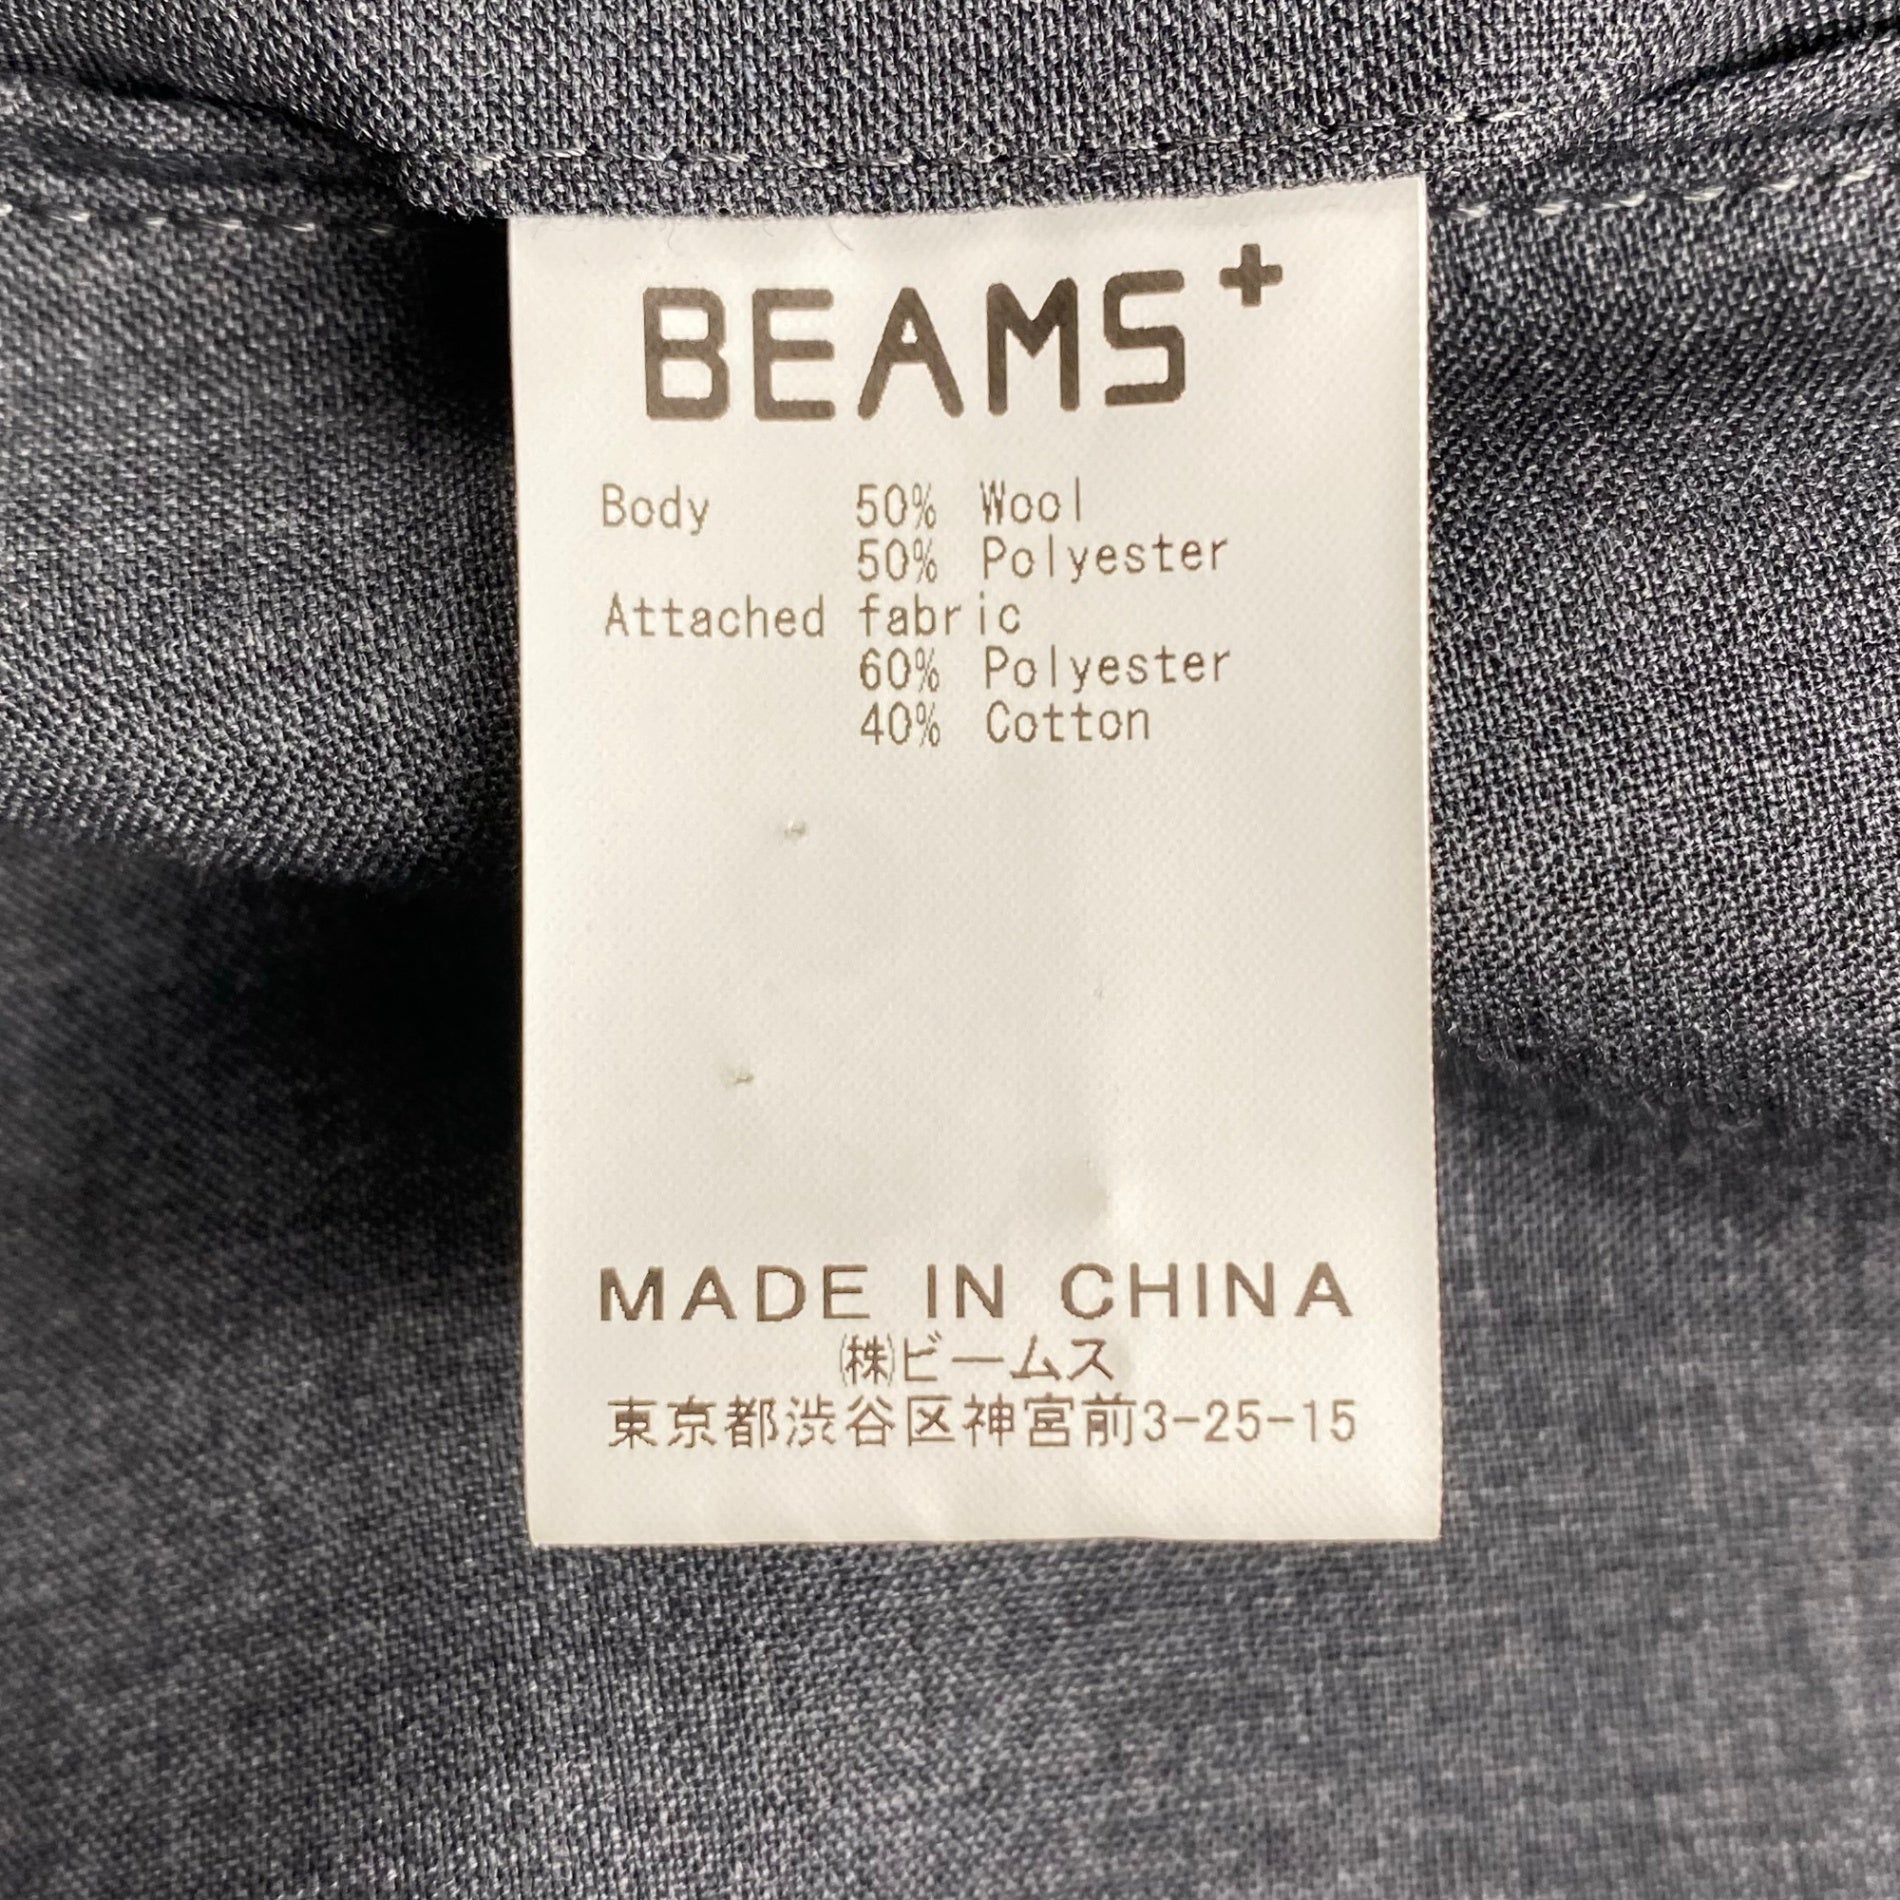 BEAMS+
Body 50% Wool
50% Polyester
Attached fabric
60% Polyester
40% Cotton
MADE IN CHINA
㈱ビームス
東京都渋谷区神宮前3-25-15